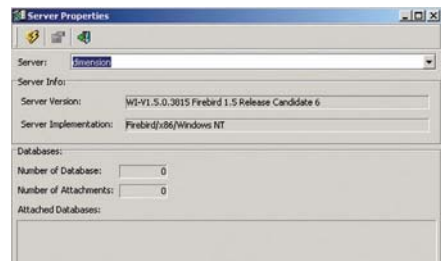 Server Properties
Server: dimension
Server Info:
Server Version: WI-V1.5.0.3815 Firebird 1.5 Release Candidate 6
Server Implementation: Firebird/x86/Windows NT
Databases:
Number of Database: 0
Number of Attachments: 0
Attached Databases: